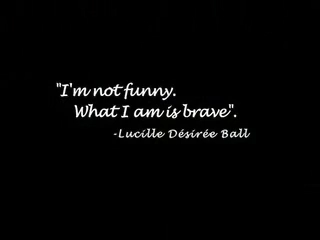 "I'm not funny.
What I am is brave".
-Lucille Désirée Ball